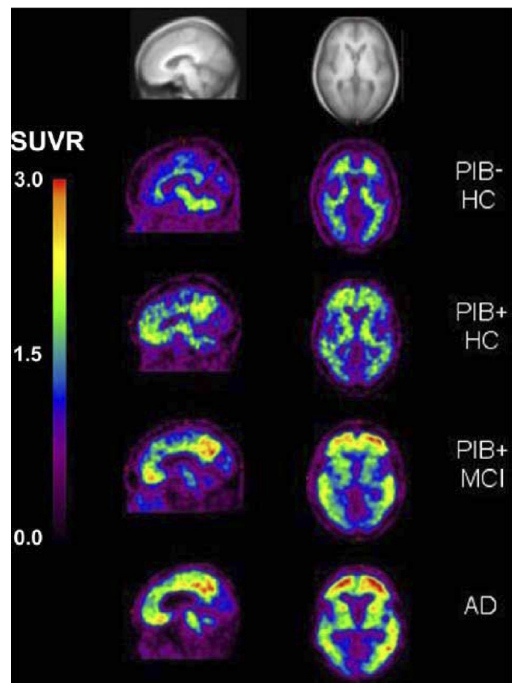 SUVR
3.0
1.5
0.0
PIB-
HC
PIB+
HC
PIB+
MCI
AD